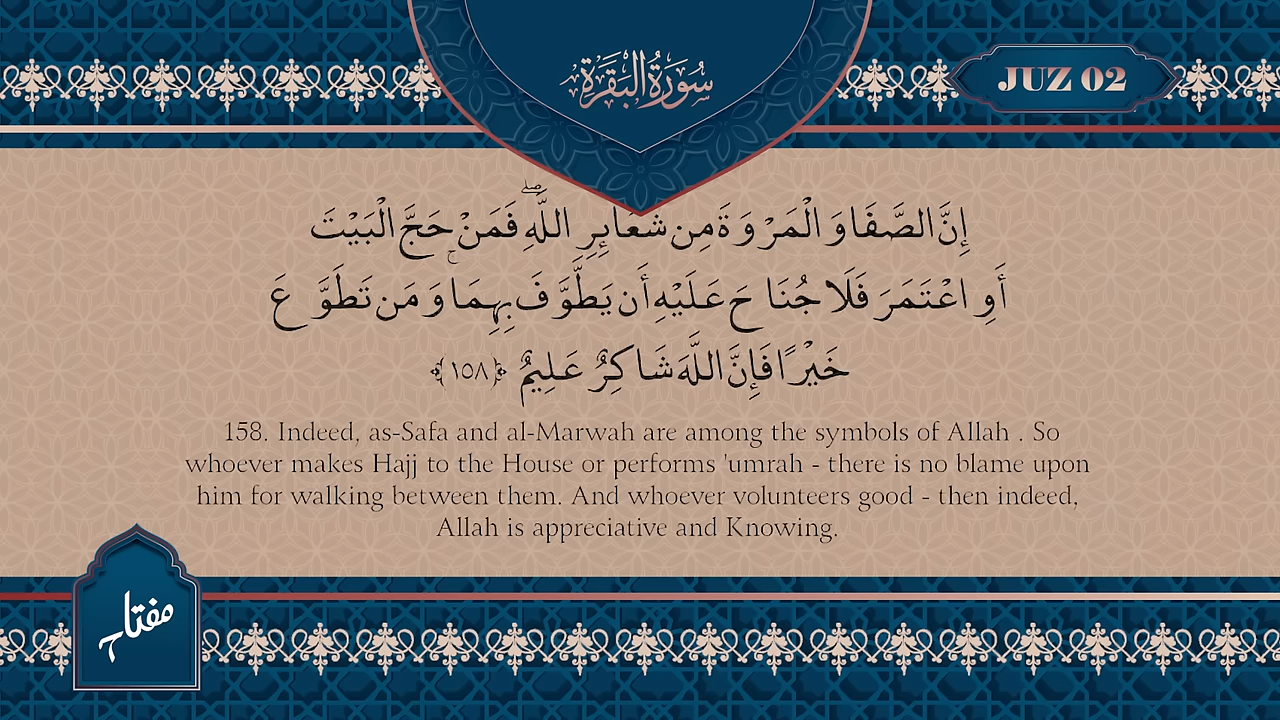 سُورَةُ البَقَرَةِ
JUZ 02
إِنَّ الصَّفَا وَالْمَرْوَةَ مِن شَعَائِرِ اللَّهِ ۖ فَمَنْ حَجَّ الْبَيْتَ
أَوِ اعْتَمَرَ فَلَا جُنَاحَ عَلَيْهِ أَن يَطَّوَّفَ بِهِمَا ۚ وَمَن تَطَوَّعَ
خَيْرًا فَإِنَّ اللَّهَ شَاكِرٌ عَلِيمٌ ﴿١٥٨﴾
158. Indeed, as-Safa and al-Marwah are among the symbols of Allah . So
whoever makes Hajj to the House or performs 'umrah - there is no blame upon
him for walking between them. And whoever volunteers good - then indeed,
Allah is appreciative and Knowing.
مفتاح